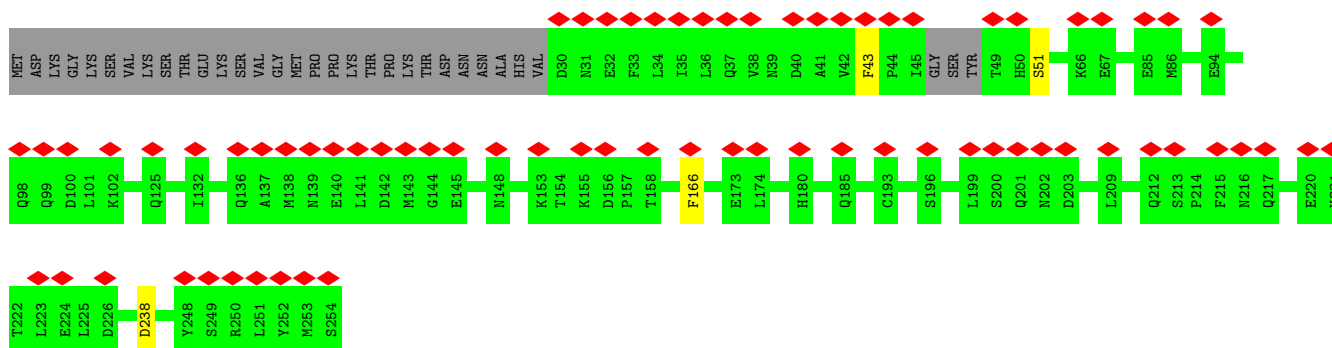 MET ASP LYS GLY LYS SER VAL LYS SER THR GLU LYS SER VAL GLY MET PRO PRO LYS THR PRO LYS THR ASP ASN ASN ALA HIS VAL D30 N31 E32 F33 L34 I35 L36 Q37 V38 N39 D40 A41 V42 F43 P44 I45 GLY SER TYR T49 H50 S51 K66 E67 E85 M86 E94
Q98 Q99 D100 L101 K102 Q125 I132 Q136 A137 M138 N139 E140 L141 D142 M143 G144 E145 N148 K153 T154 K155 D156 P157 T158 F166 E173 L174 H180 Q185 C193 S196 L199 S200 Q201 N202 D203 L209 Q212 S213 P214 F215 N216 Q217 E220
T222 L223 E224 L225 D226 D238 Y248 S249 R250 L251 Y252 M253 S254